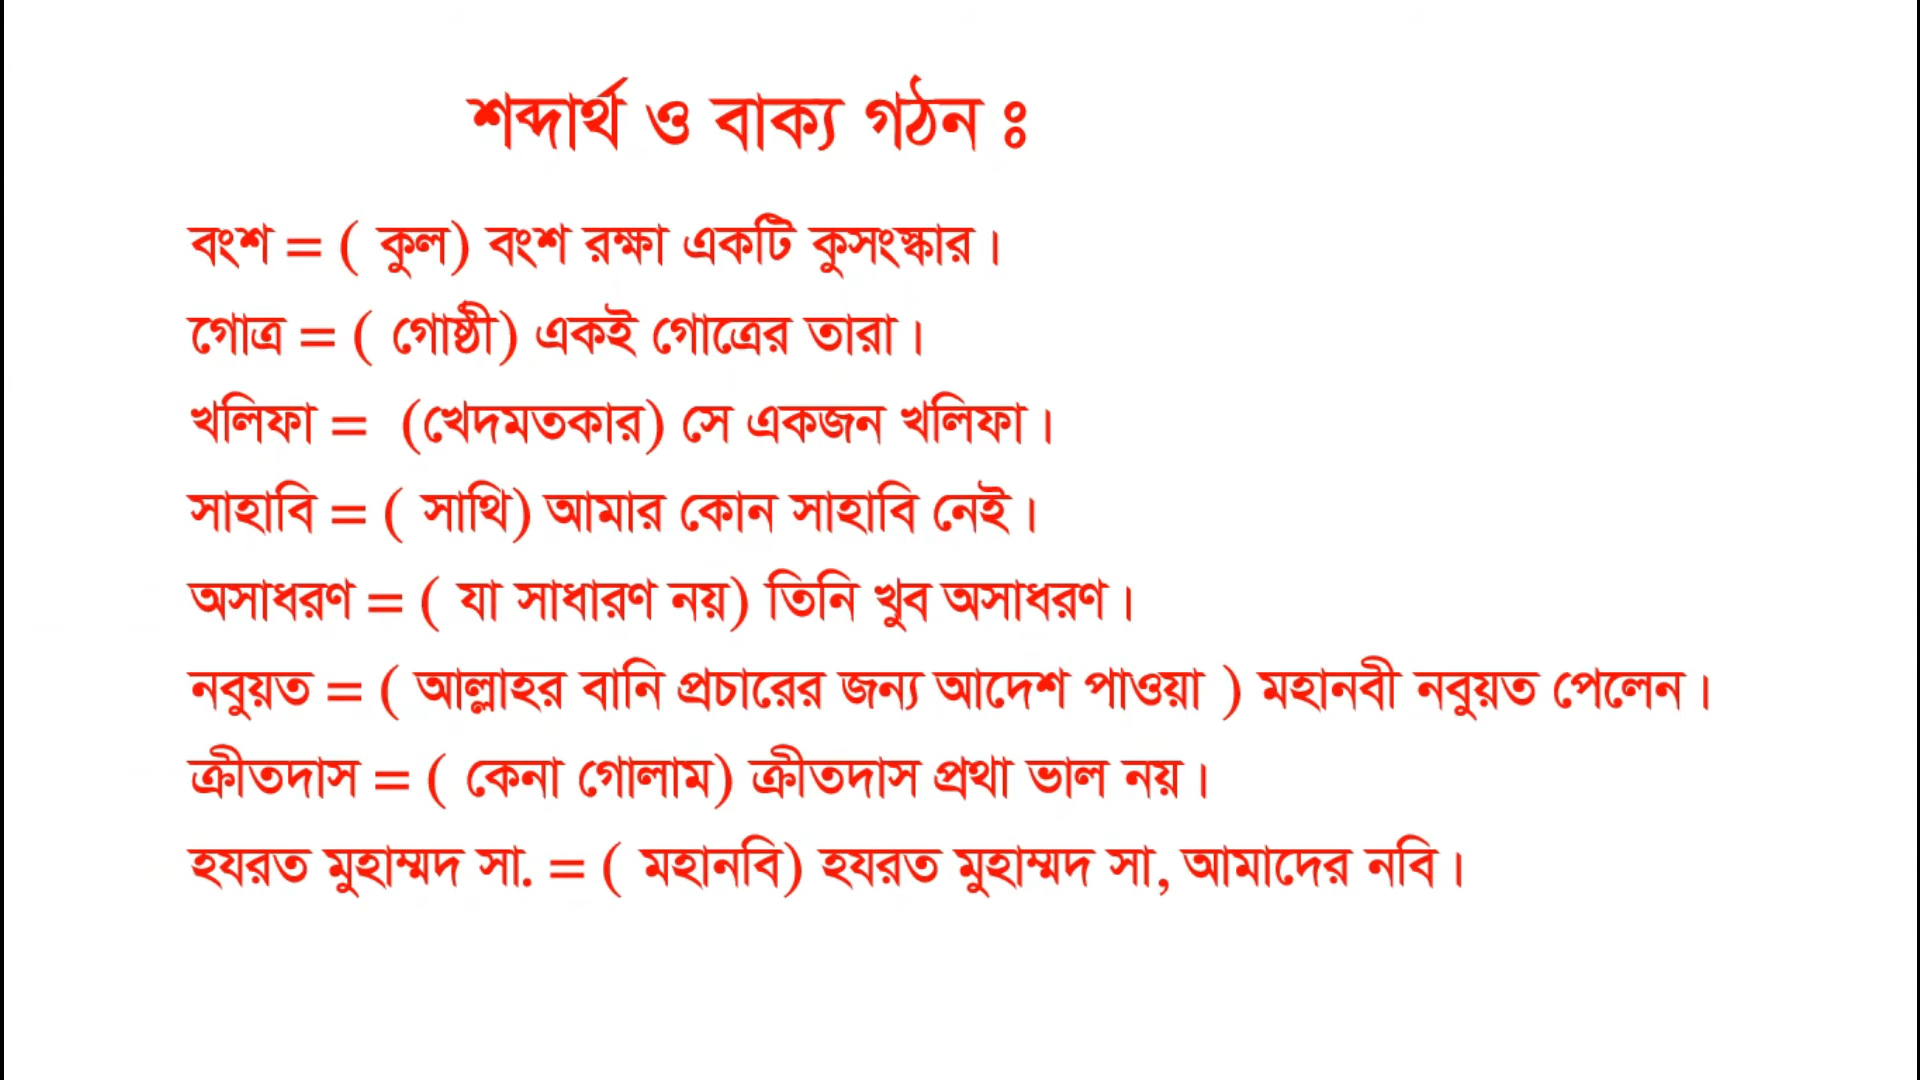 শব্দার্থ ও বাক্য গঠন ঃ
বংশ = ( কুল) বংশ রক্ষা একটি কুসংস্কার।
গোত্র = ( গোষ্ঠী) একই গোত্রের তারা।
খলিফা = (খেদমতকার) সে একজন খলিফা।
সাহাবি = ( সাথি) আমার কোন সাহাবি নেই।
অসাধরণ = ( যা সাধারণ নয়) তিনি খুব অসাধরণ।
নবুয়ত = ( আল্লাহর বানি প্রচারের জন্য আদেশ পাওয়া ) মহানবী নবুয়ত পেলেন।
ক্রীতদাস = ( কেনা গোলাম) ক্রীতদাস প্রথা ভাল নয়।
হযরত মুহাম্মদ সা. = ( মহানবি) হযরত মুহাম্মদ সা, আমাদের নবি।